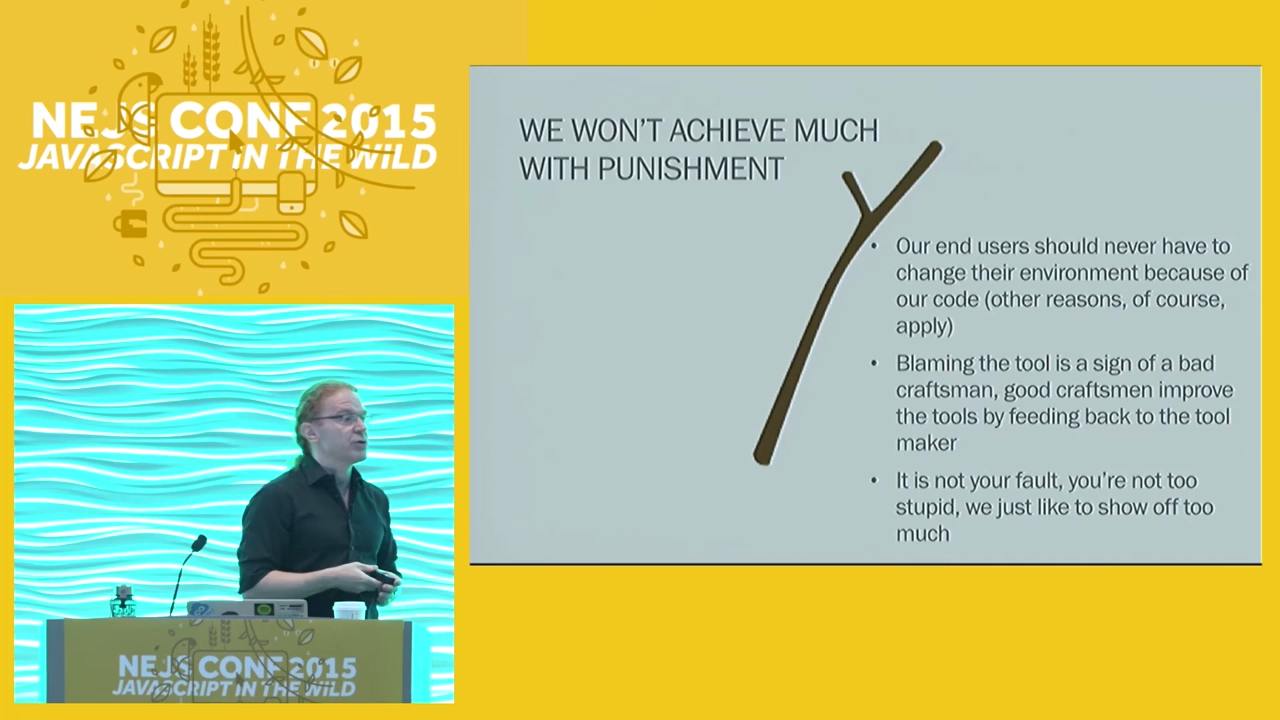 NEJS CONF 2015
JAVASCRIPT IN THE WILD
WE WON'T ACHIEVE MUCH
WITH PUNISHMENT
• Our end users should never have to
change their environment because of
our code (other reasons, of course,
apply)
• Blaming the tool is a sign of a bad
craftsman, good craftsmen improve
the tools by feeding back to the tool
maker
• It is not your fault, you're not too
stupid, we just like to show off too
much
NEJS CONF 2015
JAVASCRIPT IN THE WILD